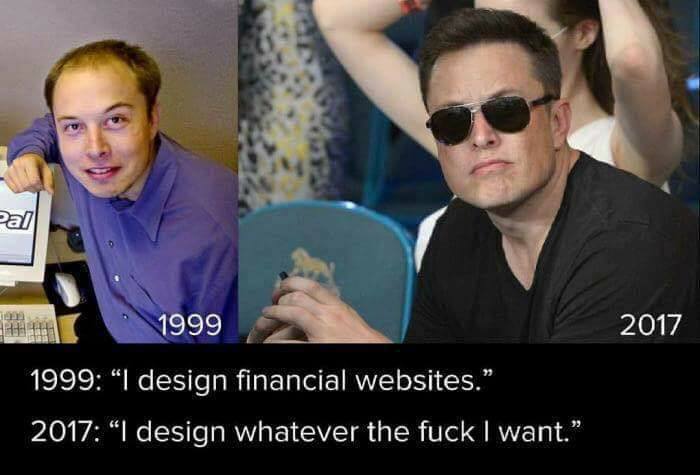 Pal
1999
2017
1999: “I design financial websites.”
2017: “I design whatever the fuck I want.”